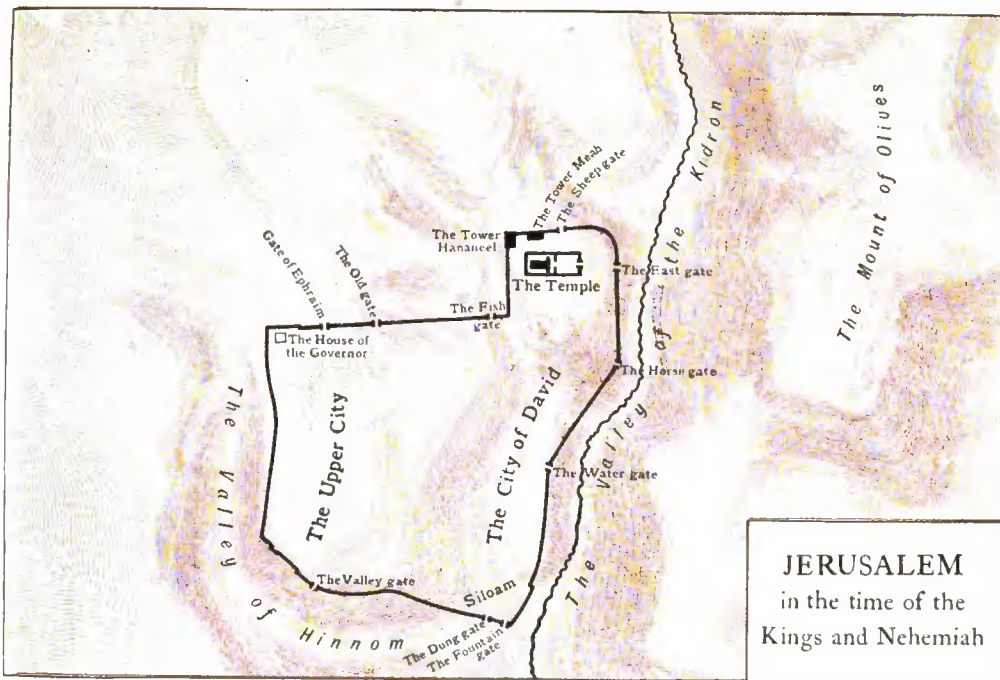 The Tower Meah
The Sheep gate
The Tower
Hananeel
The Temple
The East gate
Gate of Ephraim
The Old gate
The Fish
gate
The House of
the Governor
The Horse gate
The Upper City
The City of David
The Water gate
The Valley gate
Siloam
The Dung gate
The Fountain
gate
The Valley of Hinnom
The Valley of the Kidron
The Mount of Olives
JERUSALEM
in the time of the
Kings and Nehemiah